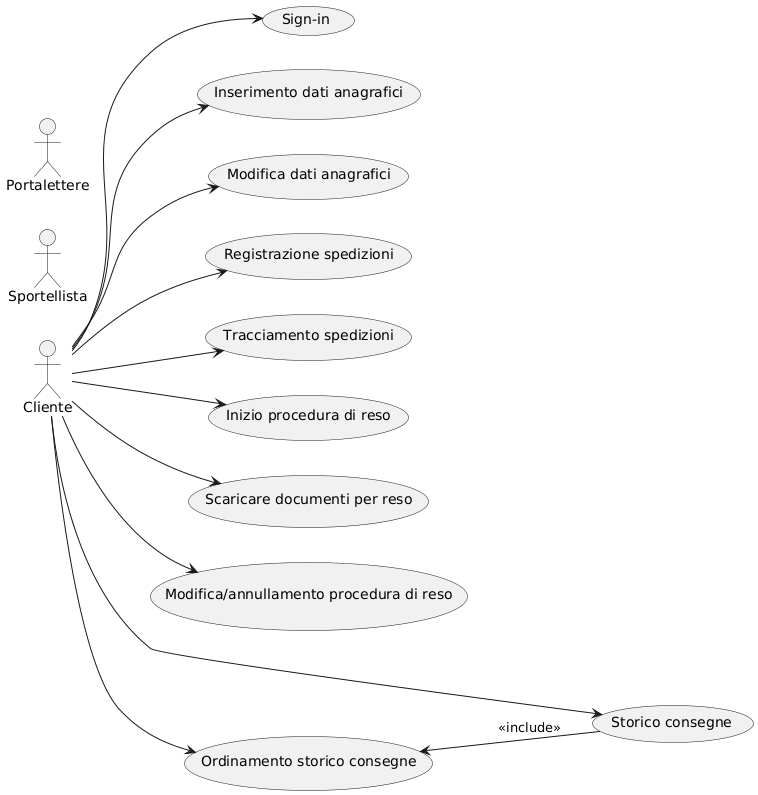 Sign-in
Inserimento dati anagrafici
Portalettere
Modifica dati anagrafici
Registrazione spedizioni
Sportellista
Tracciamento spedizioni
Cliente
Inizio procedura di reso
Scaricare documenti per reso
Modifica/annullamento procedura di reso
Storico consegne
«include»
Ordinamento storico consegne